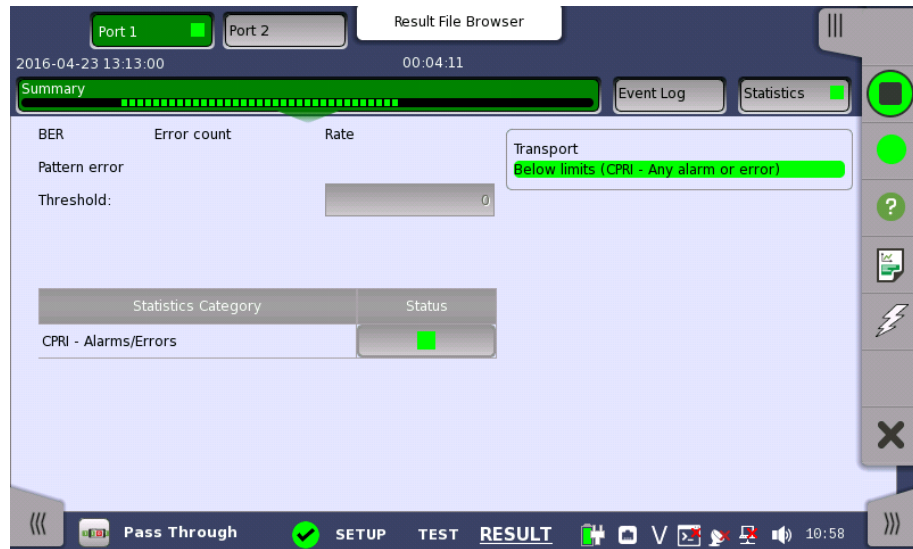 Result File Browser
Port 1
Port 2
2016-04-23 13:13:00
00:04:11
Summary
Event Log
Statistics
BER
Error count
Rate
Pattern error
Threshold:
0
Transport
Below limits (CPRI - Any alarm or error)
Statistics Category
Status
CPRI - Alarms/Errors
Pass Through
SETUP
TEST
RESULT
V
10:58